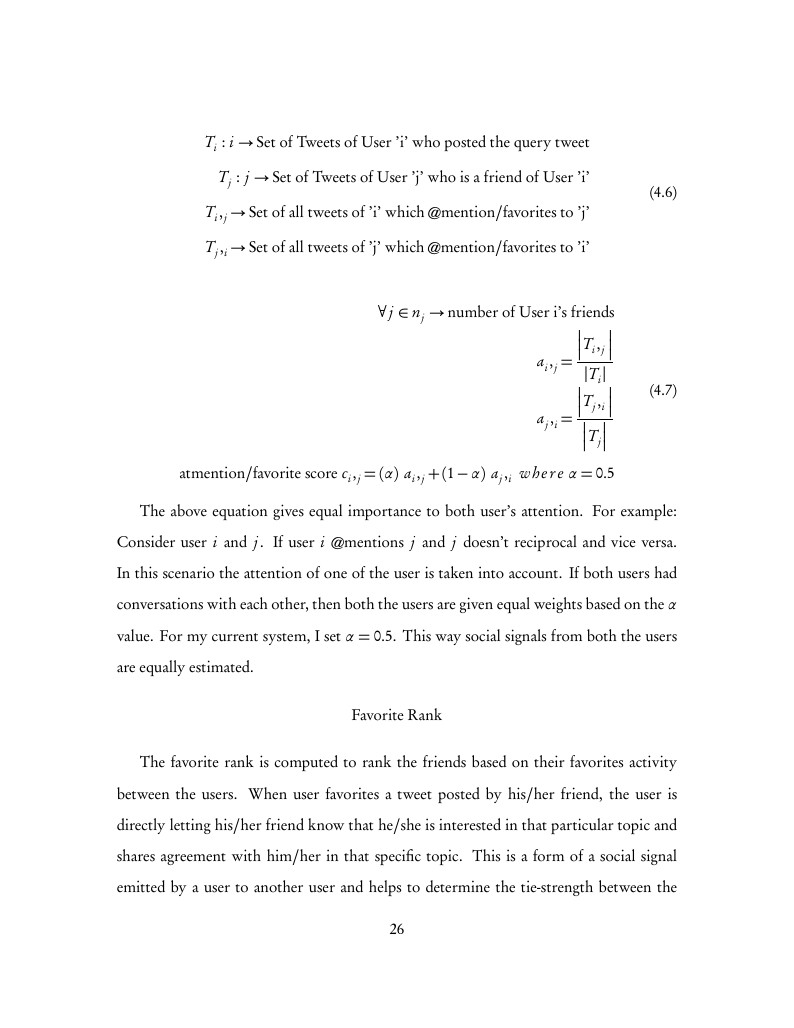 T_i : i → Set of Tweets of User 'i' who posted the query tweet
T_j : j → Set of Tweets of User 'j' who is a friend of User 'i'
(4.6)
T_i,_j → Set of all tweets of 'i' which @mention/favorites to 'j'
T_j,_i → Set of all tweets of 'j' which @mention/favorites to 'i'
∀j ∈ n_j → number of User i's friends
a_i,_j = |T_i,_j| / |T_i|
(4.7)
a_j,_i = |T_j,_i| / |T_j|
atmention/favorite score c_i,_j = (α) a_i,_j + (1 − α) a_j,_i where α = 0.5
The above equation gives equal importance to both user's attention. For example:
Consider user i and j. If user i @mentions j and j doesn't reciprocal and vice versa.
In this scenario the attention of one of the user is taken into account. If both users had
conversations with each other, then both the users are given equal weights based on the α
value. For my current system, I set α = 0.5. This way social signals from both the users
are equally estimated.
Favorite Rank
The favorite rank is computed to rank the friends based on their favorites activity
between the users. When user favorites a tweet posted by his/her friend, the user is
directly letting his/her friend know that he/she is interested in that particular topic and
shares agreement with him/her in that specific topic. This is a form of a social signal
emitted by a user to another user and helps to determine the tie-strength between the
26